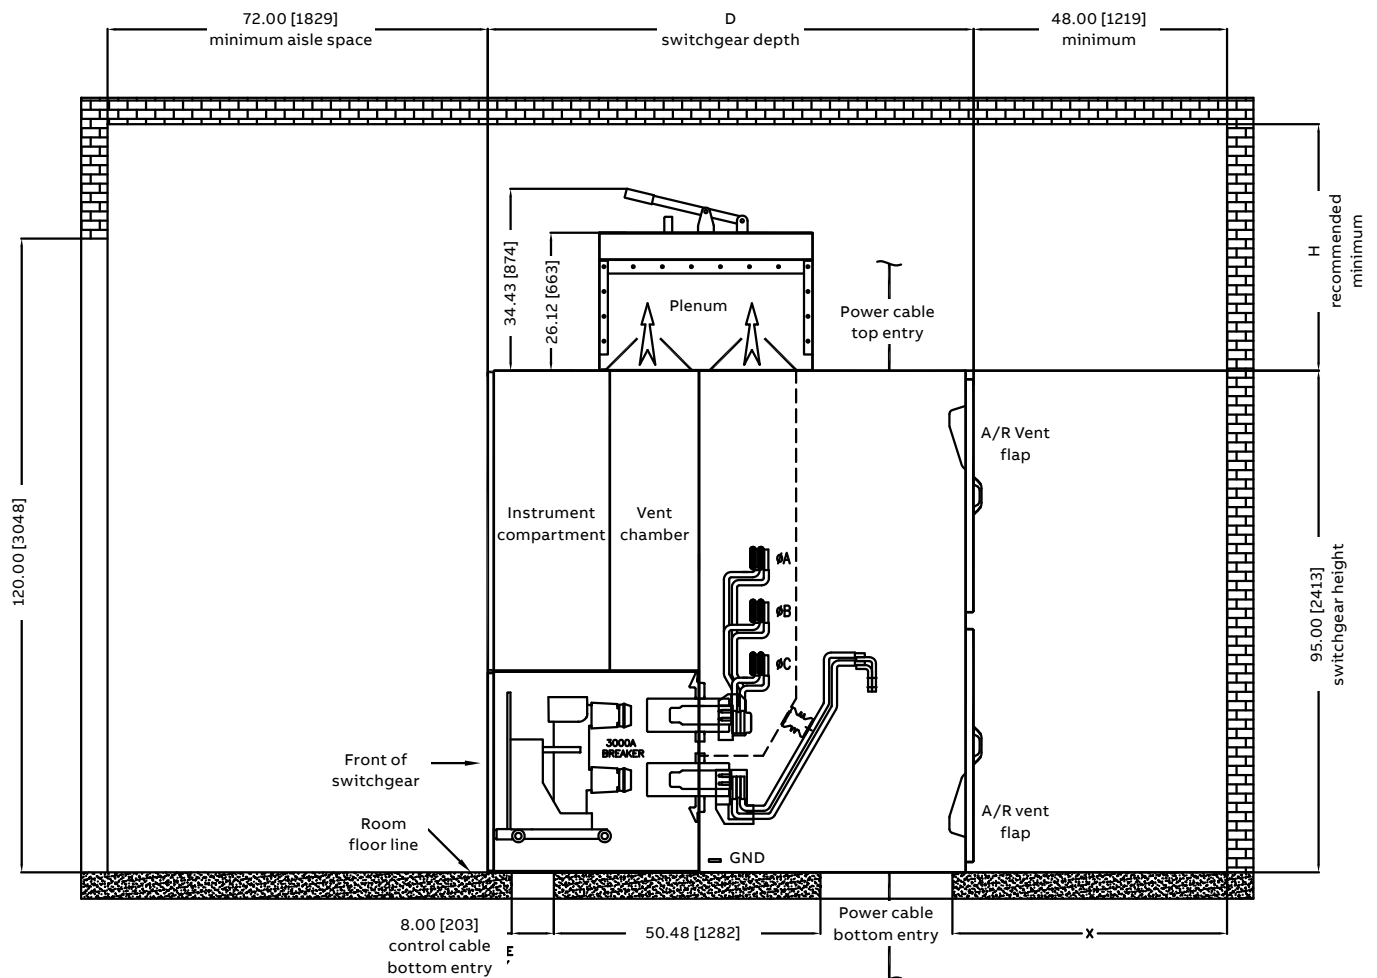 72.00 [1829]
minimum aisle space
D
switchgear depth
48.00 [1219]
minimum
34.43 [874]
26.12 [663]
Plenum
Power cable
top entry
H
recommended
minimum
A/R Vent
flap
Instrument
compartment
Vent
chamber
120.00 [3048]
øA
øB
øC
95.00 [2413]
switchgear height
3000A
BREAKER
Front of
switchgear
Room
floor line
A/R vent
flap
GND
8.00 [203]
control cable
bottom entry
E
50.48 [1282]
Power cable
bottom entry
X